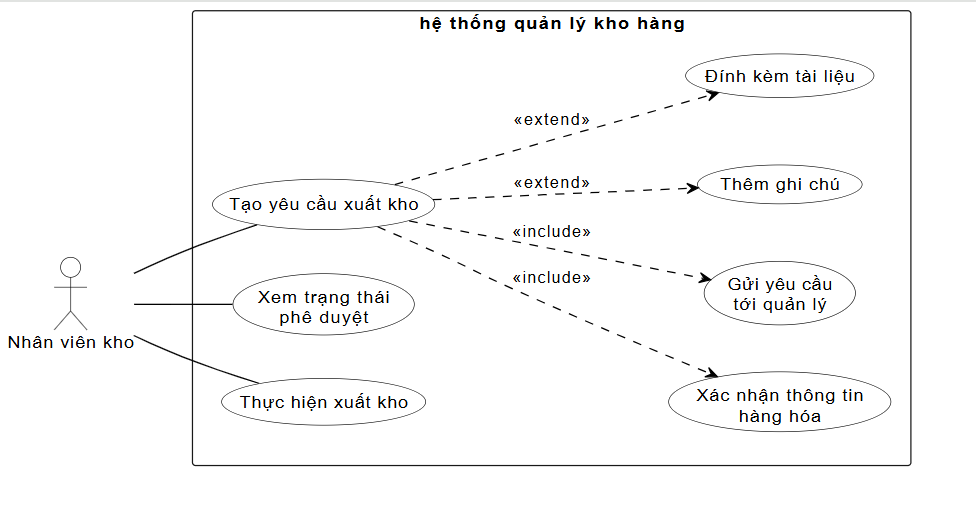 hệ thống quản lý kho hàng
Đính kèm tài liệu
«extend»
«extend»
Thêm ghi chú
Tạo yêu cầu xuất kho
«include»
«include»
Gửi yêu cầu
tới quản lý
Xem trạng thái
phê duyệt
Nhân viên kho
Thực hiện xuất kho
Xác nhận thông tin
hàng hóa